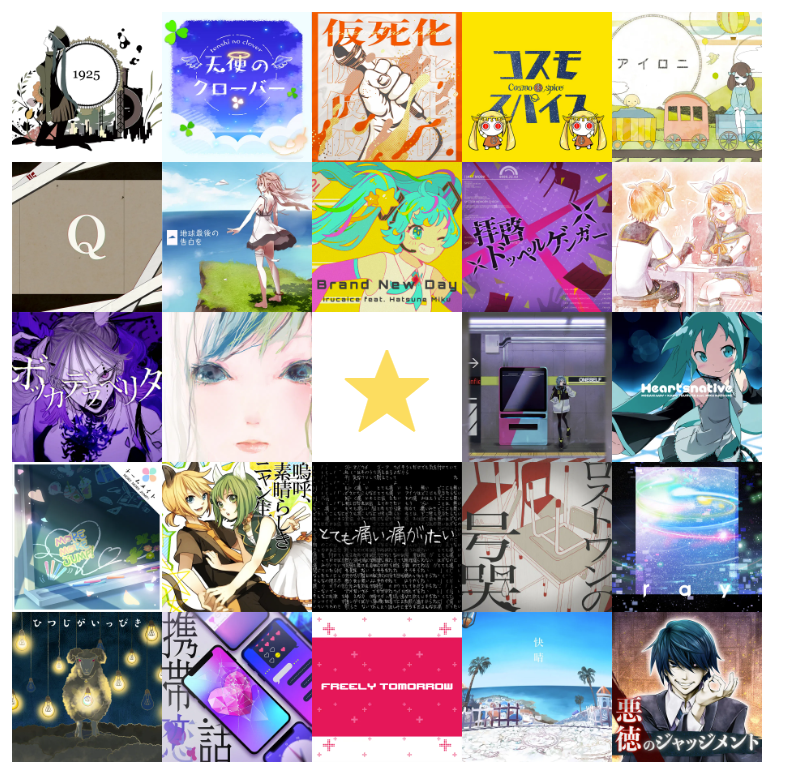 1925
tenshi no clover
天使の
クローバー
仮死化
コスモ
Cosmo spice
スパイス
アイロニ
Q
地球最後の
告白を
Brand New Day
irucaice feat. Hatsune Miku
拝啓
ドッペルゲンガー
ボッカデラベリタ
ONESELF
Heartsnative
嗚呼、
素晴らしき
ニャン生
とても痛い痛がりたい
ロストワンの
号哭
ray
ひつじがいっぴき
携帯恋話
FREELY TOMORROW
快晴
悪徳のジャッジメント